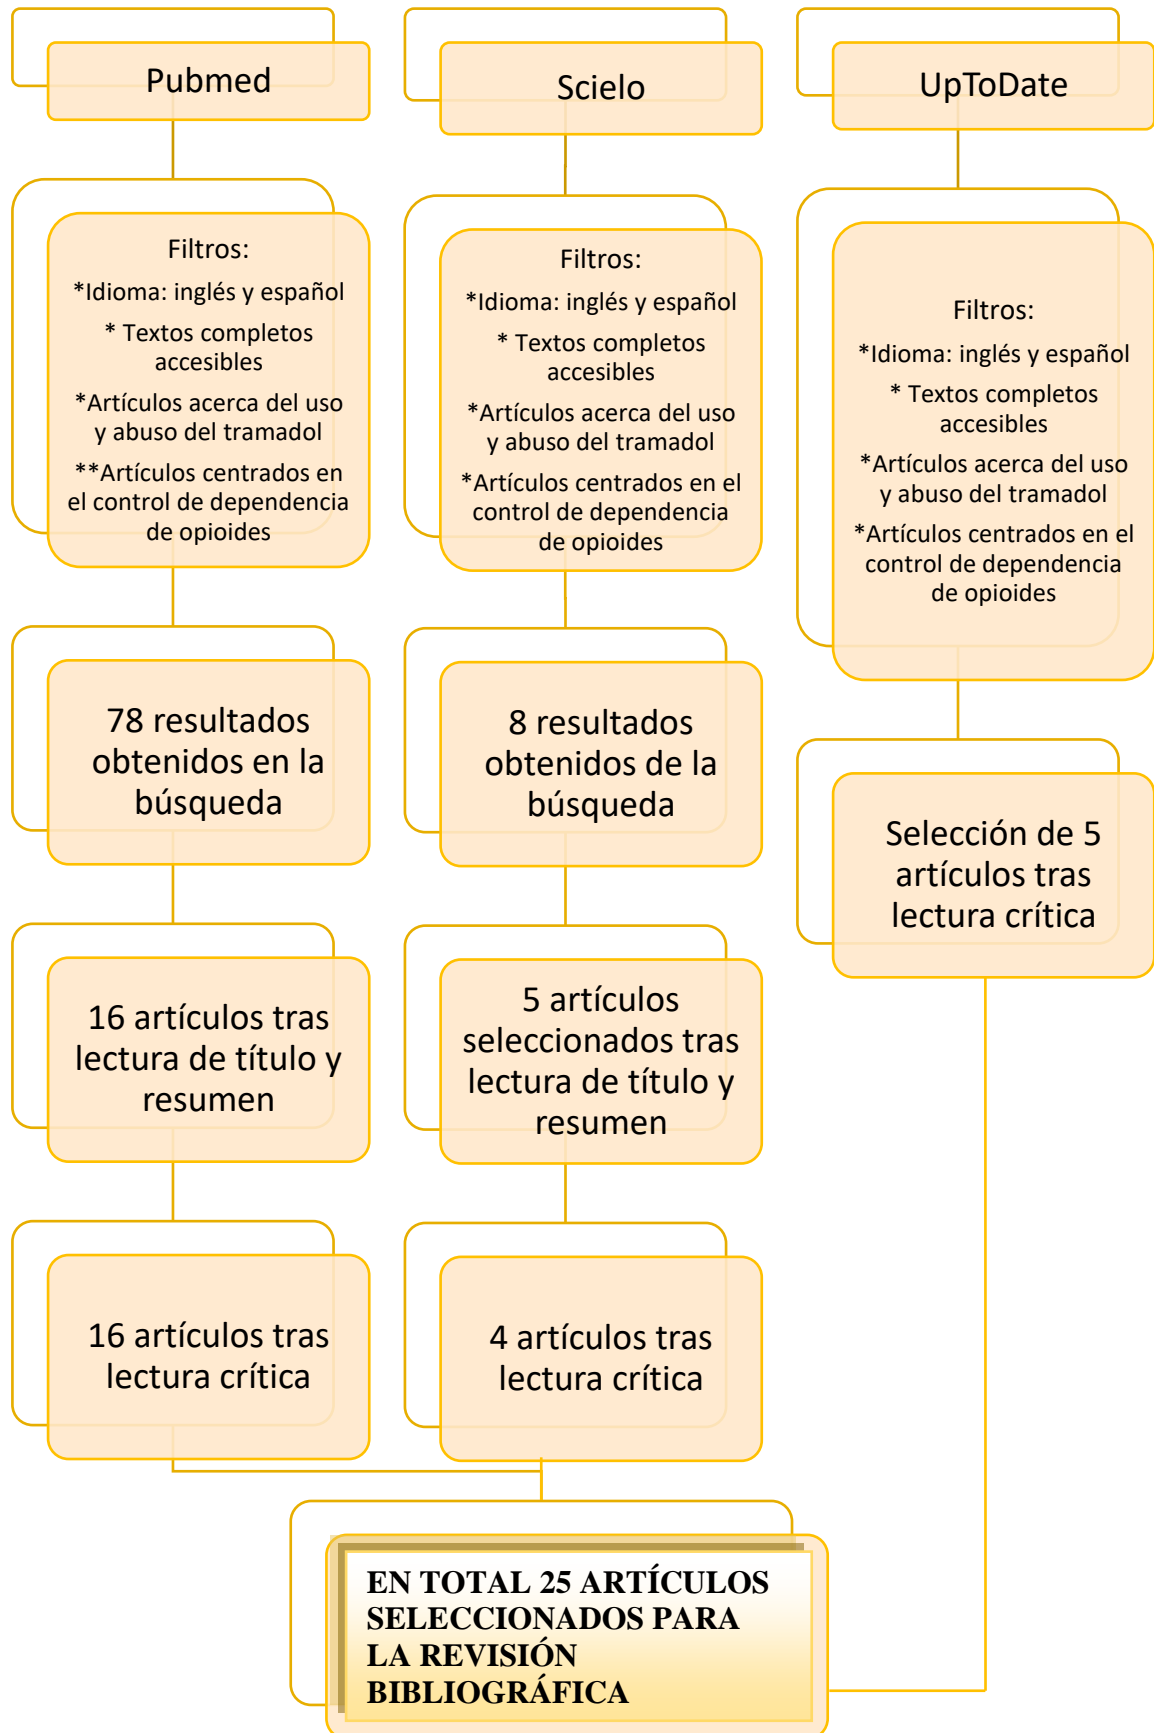 Pubmed
Filtros:
*Idioma: inglés y español
* Textos completos
accesibles
*Artículos acerca del uso
y abuso del tramadol
**Artículos centrados en
el control de dependencia
de opioides
78 resultados
obtenidos en la
búsqueda
16 artículos tras
lectura de título y
resumen
16 artículos tras
lectura crítica
Scielo
Filtros:
*Idioma: inglés y español
* Textos completos
accesibles
*Artículos acerca del uso
y abuso del tramadol
*Artículos centrados en el
control de dependencia
de opioides
8 resultados
obtenidos de la
búsqueda
5 artículos
seleccionados tras
lectura de título y
resumen
4 artículos tras
lectura crítica
UpToDate
Filtros:
*Idioma: inglés y español
* Textos completos
accesibles
*Artículos acerca del uso
y abuso del tramadol
*Artículos centrados en el
control de dependencia
de opioides
Selección de 5
artículos tras
lectura crítica
EN TOTAL 25 ARTÍCULOS
SELECCIONADOS PARA
LA REVISIÓN
BIBLIOGRÁFICA